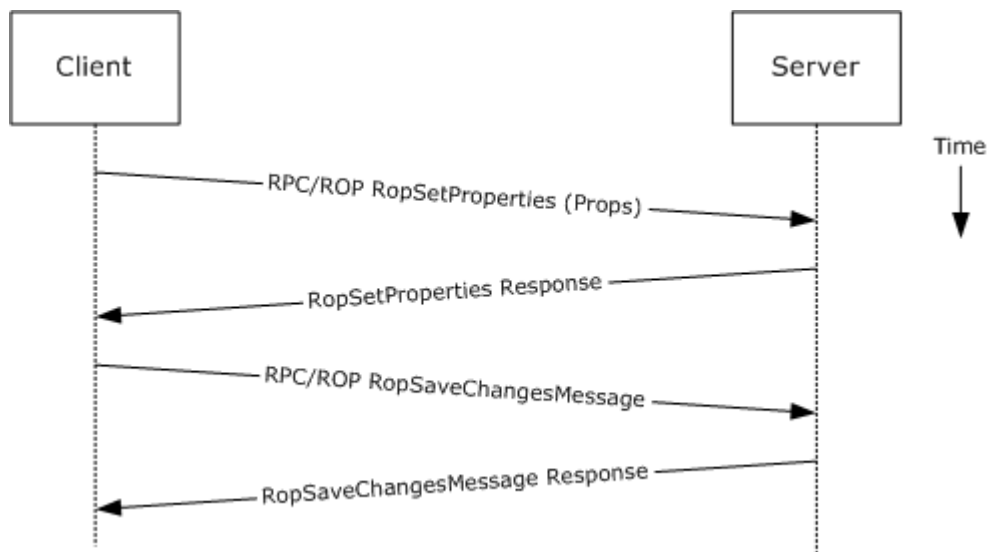 Client
Server
Time
RPC/ROP RopSetProperties (Props)
RopSetProperties Response
RPC/ROP RopSaveChangesMessage
RopSaveChangesMessage Response